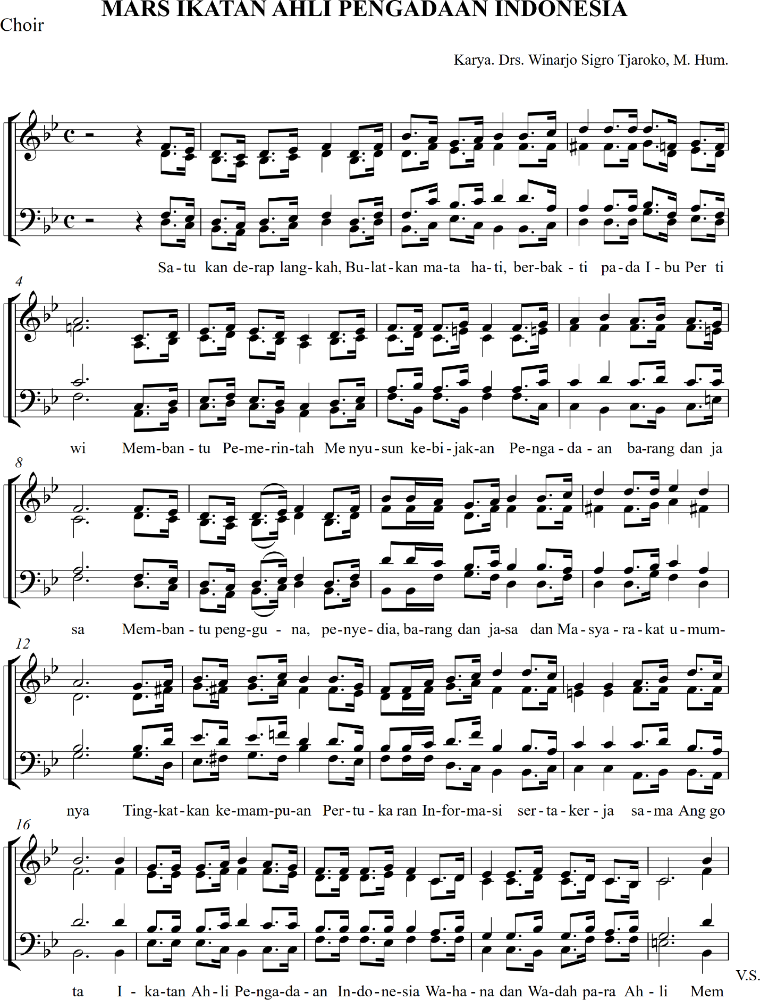 MARS IKATAN AHLI PENGADAAN INDONESIA
Choir
Karya. Drs. Winarjo Sigro Tjaroko, M. Hum.
Sa-tu kan de-rap lang-kah, Bu-lat-kan ma-ta ha-ti, ber-bak-ti pa-da I-bu Per ti
4
wi Mem-ban-tu Pe-me-rin-tah Me nyu-sun ke-bi-jak-an Pe-nga-da-an ba-rang dan ja
8
sa Mem-ban-tu peng-gu-na, pe-nye-dia, ba-rang dan ja-sa dan Ma-sya-ra-kat u-mum-
12
nya Ting-kat-kan ke-mam-pu-an Per-tu-ka ran In-for-ma-si ser-ta-ker-ja sa-ma Ang go
16
ta I-ka-tan Ah-li Pe-nga-da-an In-do-ne-sia Wa-ha-na dan Wa-dah pa-ra Ah-li Mem
V.S.